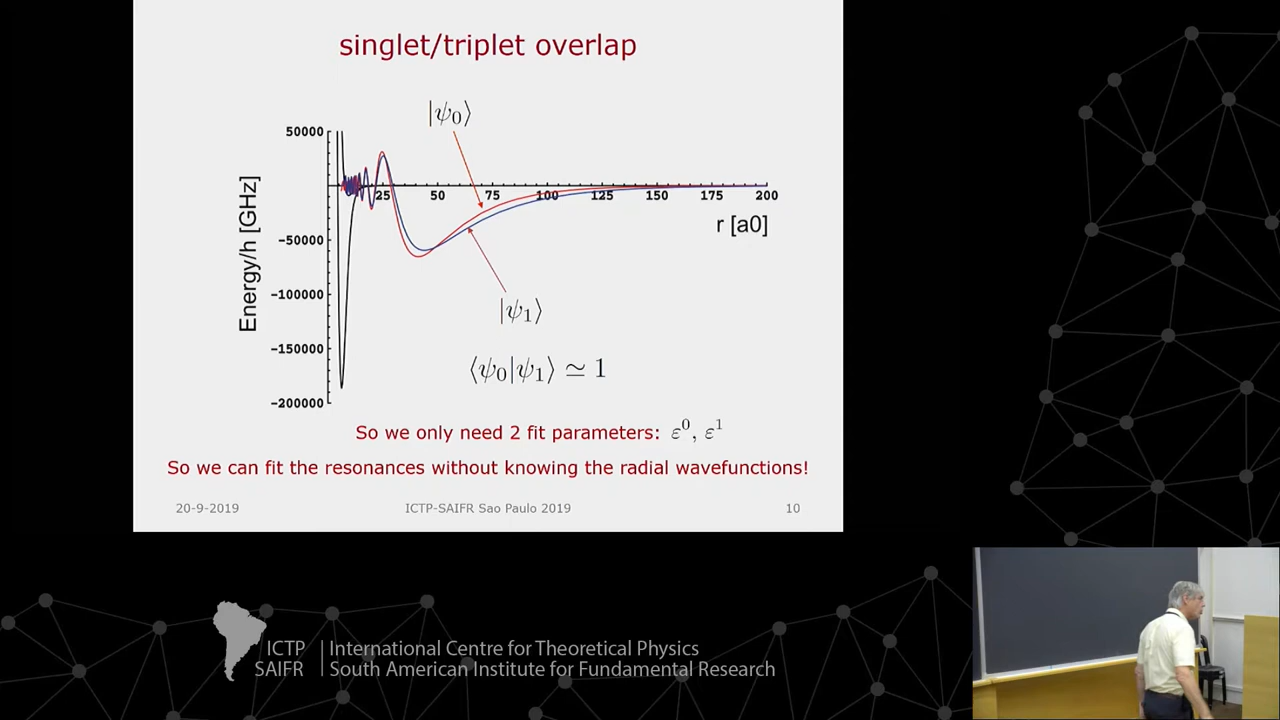 singlet/triplet overlap
|ψ₀⟩
50000
25
50
75
100
125
150
175
200
r [a0]
−50000
−100000
−150000
−200000
Energy/h [GHz]
|ψ₁⟩
⟨ψ₀|ψ₁⟩ ≃ 1
So we only need 2 fit parameters: ε⁰, ε¹
So we can fit the resonances without knowing the radial wavefunctions!
20-9-2019
ICTP-SAIFR Sao Paulo 2019
10
ICTP
SAIFR
International Centre for Theoretical Physics
South American Institute for Fundamental Research